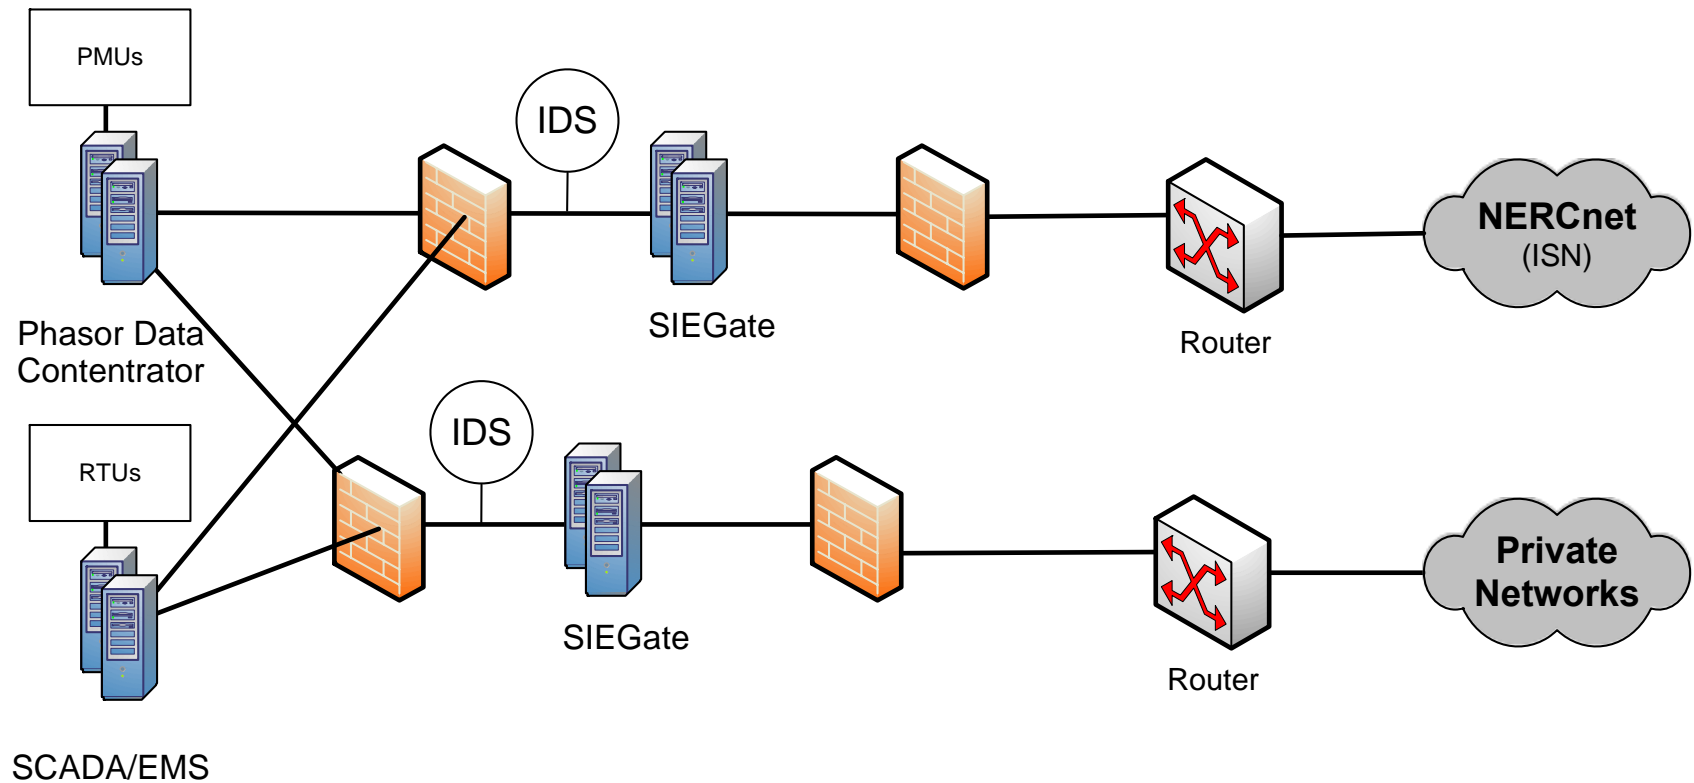 PMUs
IDS
NERCnet
(ISN)
SIEGate
Router
Phasor Data
Contentrator
IDS
RTUs
Private
Networks
SIEGate
Router
SCADA/EMS